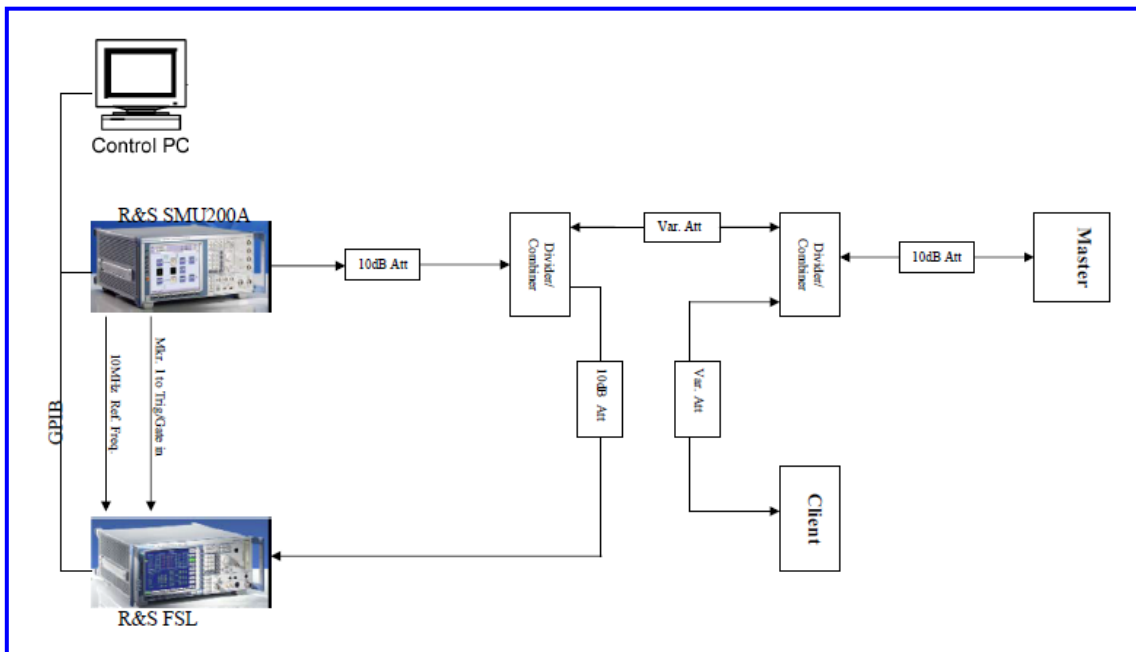 Control PC
R&S SMU200A
10dB Att
Divider/
Combiner
Var. Att
Divider/
Combiner
10dB Att
Master
10MHz Ref. Freq.
Mkr. 1 to Trig/Gate in
GPIB
10dB Att
Var. Att
Client
R&S FSL